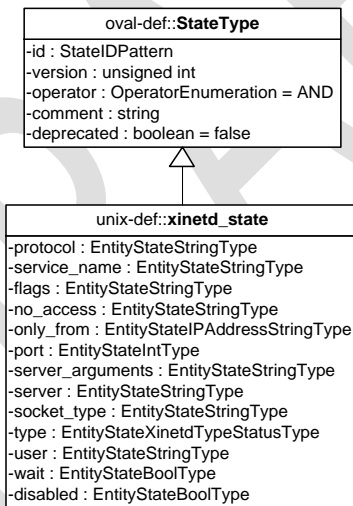 oval-def::StateType
-id : StateIDPattern
-version : unsigned int
-operator : OperatorEnumeration = AND
-comment : string
-deprecated : boolean = false
unix-def::xinetd_state
-protocol : EntityStateStringType
-service_name : EntityStateStringType
-flags : EntityStateStringType
-no_access : EntityStateStringType
-only_from : EntityStateIPAddressStringType
-port : EntityStateIntType
-server_arguments : EntityStateStringType
-server : EntityStateStringType
-socket_type : EntityStateStringType
-type : EntityStateXinetdTypeStatusType
-user : EntityStateStringType
-wait : EntityStateBoolType
-disabled : EntityStateBoolType